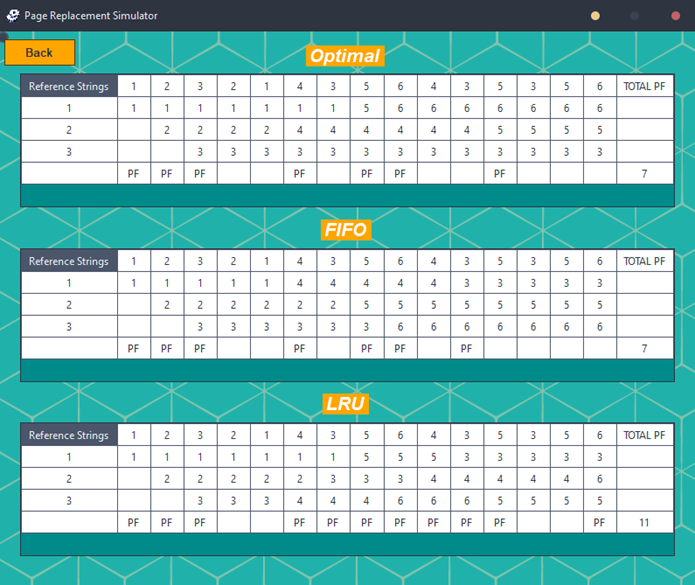 Page Replacement Simulator
Back
Optimal
Reference Strings 1 2 3 2 1 4 3 5 6 4 3 5 3 5 6 TOTAL PF
1 1 1 1 1 1 1 1 5 6 6 6 6 6 6 6
2 2 2 2 2 4 4 4 4 4 4 5 5 5 5
3 3 3 3 3 3 3 3 3 3 3 3 3 3
PF PF PF PF PF PF PF 7
FIFO
Reference Strings 1 2 3 2 1 4 3 5 6 4 3 5 3 5 6 TOTAL PF
1 1 1 1 1 1 4 4 4 4 4 3 3 3 3 3
2 2 2 2 2 2 2 5 5 5 5 5 5 5 5
3 3 3 3 3 3 3 6 6 6 6 6 6 6
PF PF PF PF PF PF PF 7
LRU
Reference Strings 1 2 3 2 1 4 3 5 6 4 3 5 3 5 6 TOTAL PF
1 1 1 1 1 1 1 1 5 5 5 3 3 3 3 3
2 2 2 2 2 2 3 3 3 4 4 4 4 4 6
3 3 3 3 4 4 4 6 6 6 5 5 5 5
PF PF PF PF PF PF PF PF PF PF PF 11